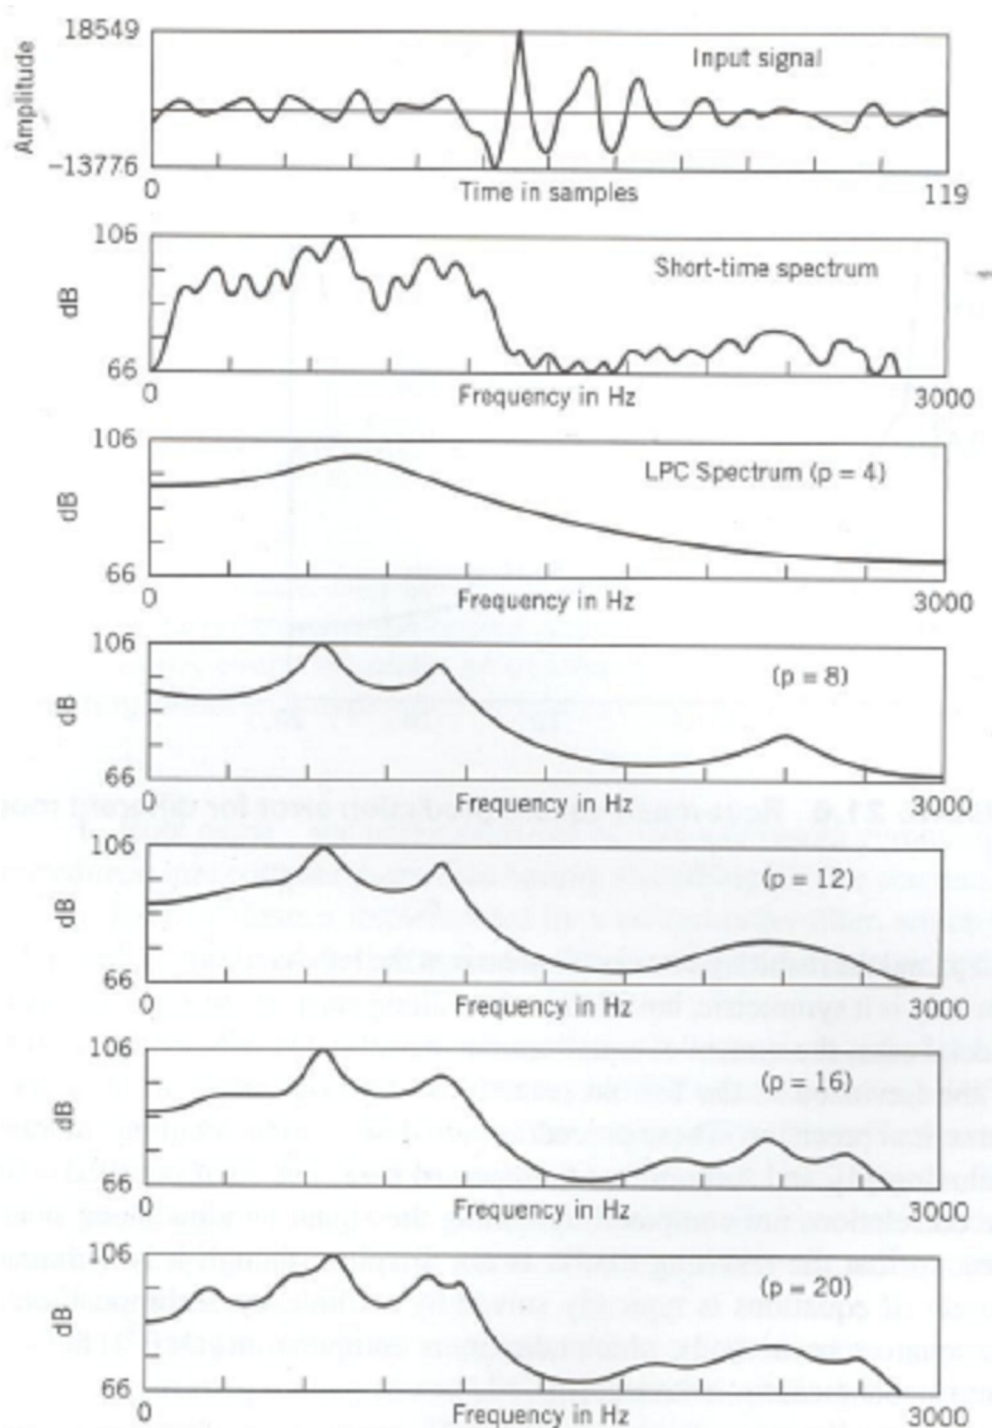 18549
Input signal
Amplitude
-13776
0
Time in samples
119
106
Short-time spectrum
dB
66
0
Frequency in Hz
3000
106
LPC Spectrum (p = 4)
dB
66
0
Frequency in Hz
3000
106
(p = 8)
dB
66
0
Frequency in Hz
3000
106
(p = 12)
dB
66
0
Frequency in Hz
3000
106
(p = 16)
dB
66
0
Frequency in Hz
3000
106
(p = 20)
dB
66
0
Frequency in Hz
3000